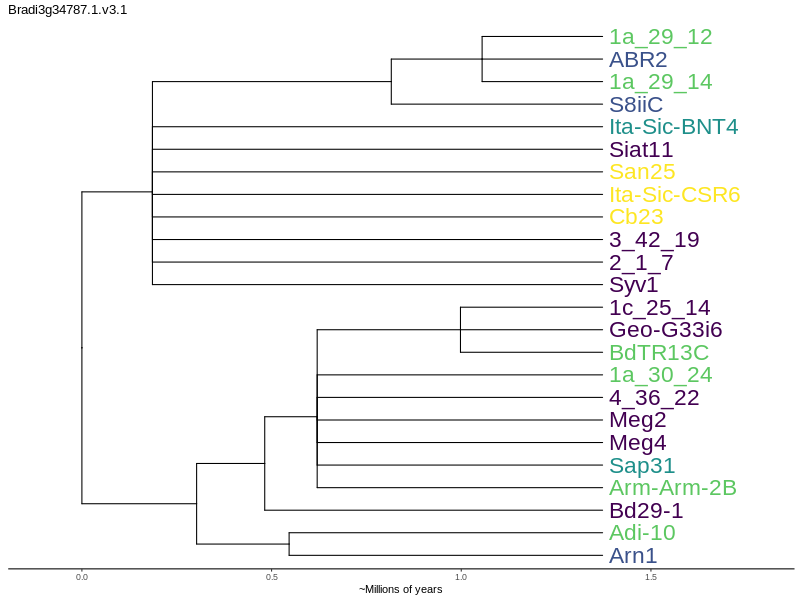 Bradi3g34787.1.v3.1
1a_29_12
ABR2
1a_29_14
S8iiC
Ita-Sic-BNT4
Siat11
San25
Ita-Sic-CSR6
Cb23
3_42_19
2_1_7
Syv1
1c_25_14
Geo-G33i6
BdTR13C
1a_30_24
4_36_22
Meg2
Meg4
Sap31
Arm-Arm-2B
Bd29-1
Adi-10
Arn1
0.0 0.5 1.0 1.5
~Millions of years